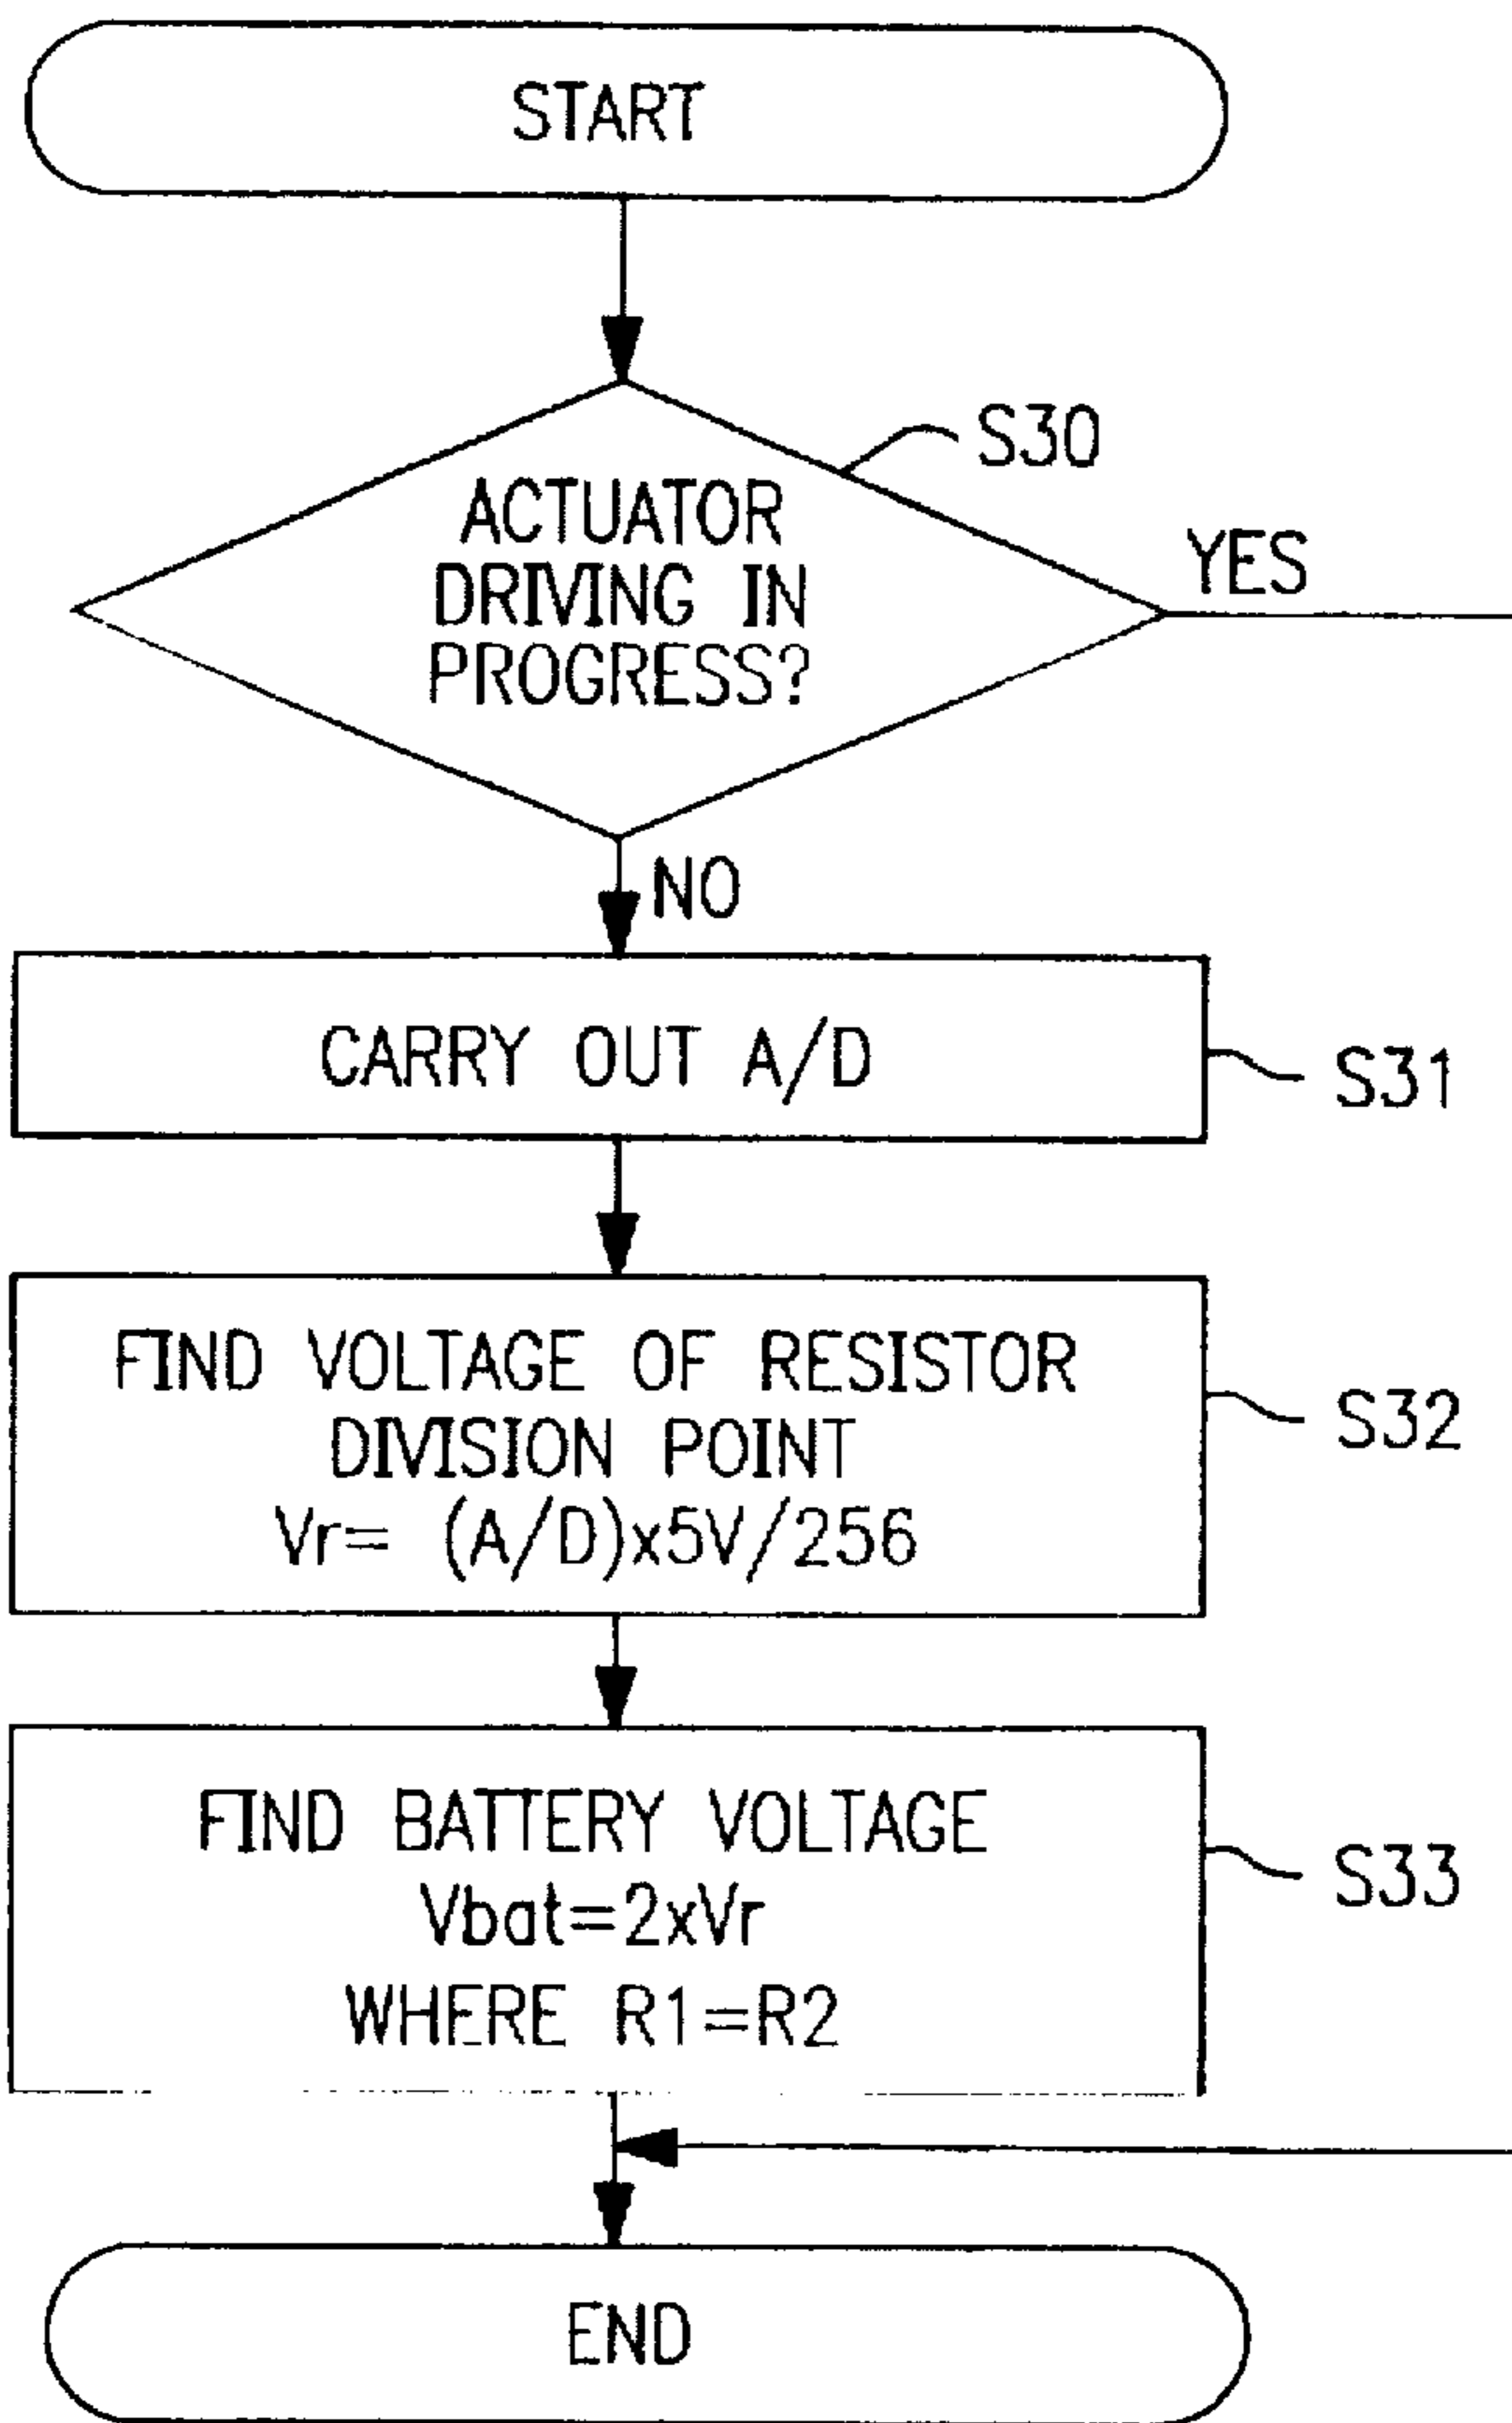 START
S30
ACTUATOR
DRIVING IN
PROGRESS?
YES
NO
CARRY OUT A/D
S31
FIND VOLTAGE OF RESISTOR
DIVISION POINT
Vr= (A/D)x5V/256
S32
FIND BATTERY VOLTAGE
Vbat=2xVr
WHERE R1=R2
S33
END